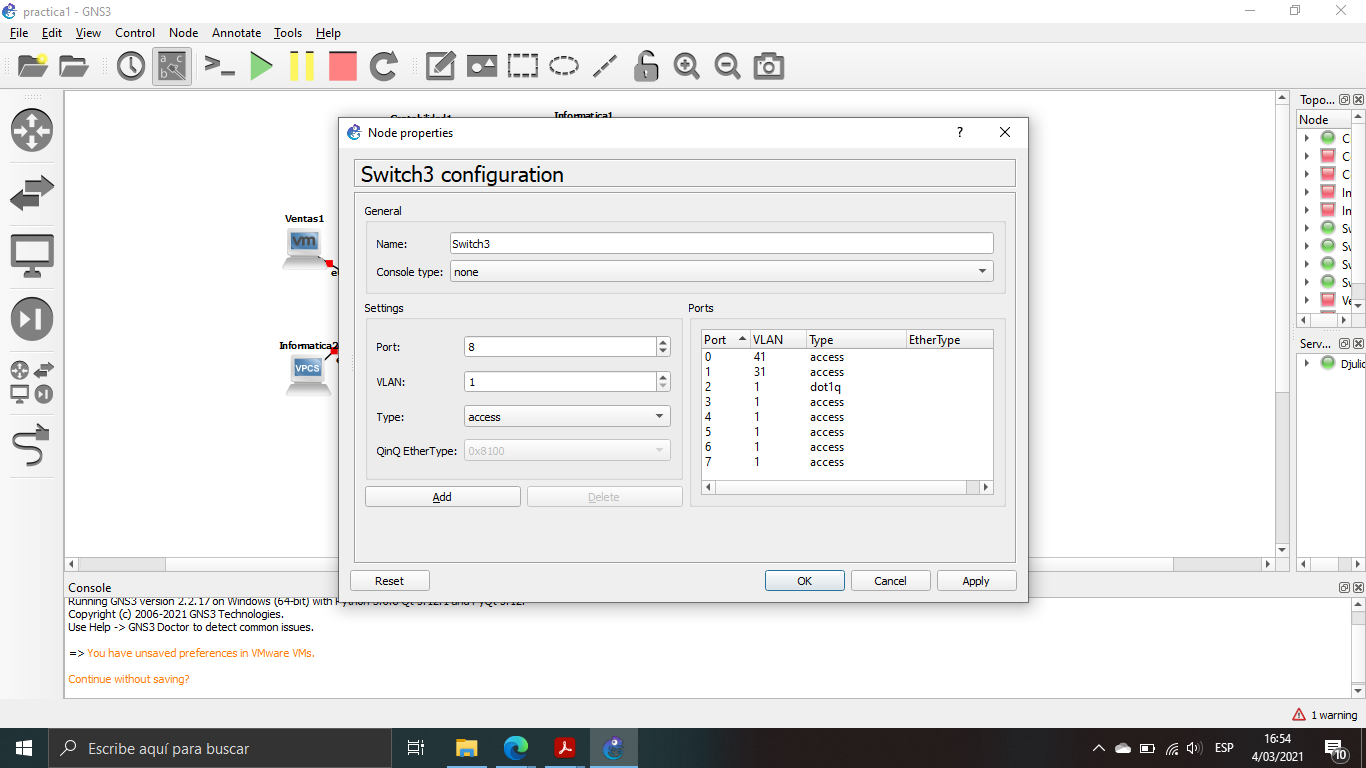 practica1 - GNS3
File Edit View Control Node Annotate Tools Help
Informatica1
Topo...
Node
Ventas1
vm
Informatica2
VPCS
Serv...
Node properties
?
Switch3 configuration
General
Name: Switch3
Console type: none
Settings
Port: 8
VLAN: 1
Type: access
QinQ EtherType: 0x8100
Add Delete
Ports
Port VLAN Type EtherType
0 41 access
1 31 access
2 1 dot1q
3 1 access
4 1 access
5 1 access
6 1 access
7 1 access
Reset OK Cancel Apply
Console
Running GNS3 version 2.2.17 on Windows (64-bit) with
Copyright (c) 2006-2021 GNS3 Technologies.
Use Help -> GNS3 Doctor to detect common issues.
=> You have unsaved preferences in VMware VMs.
Continue without saving?
1 warning
Escribe aquí para buscar
ESP
16:54
4/03/2021
10